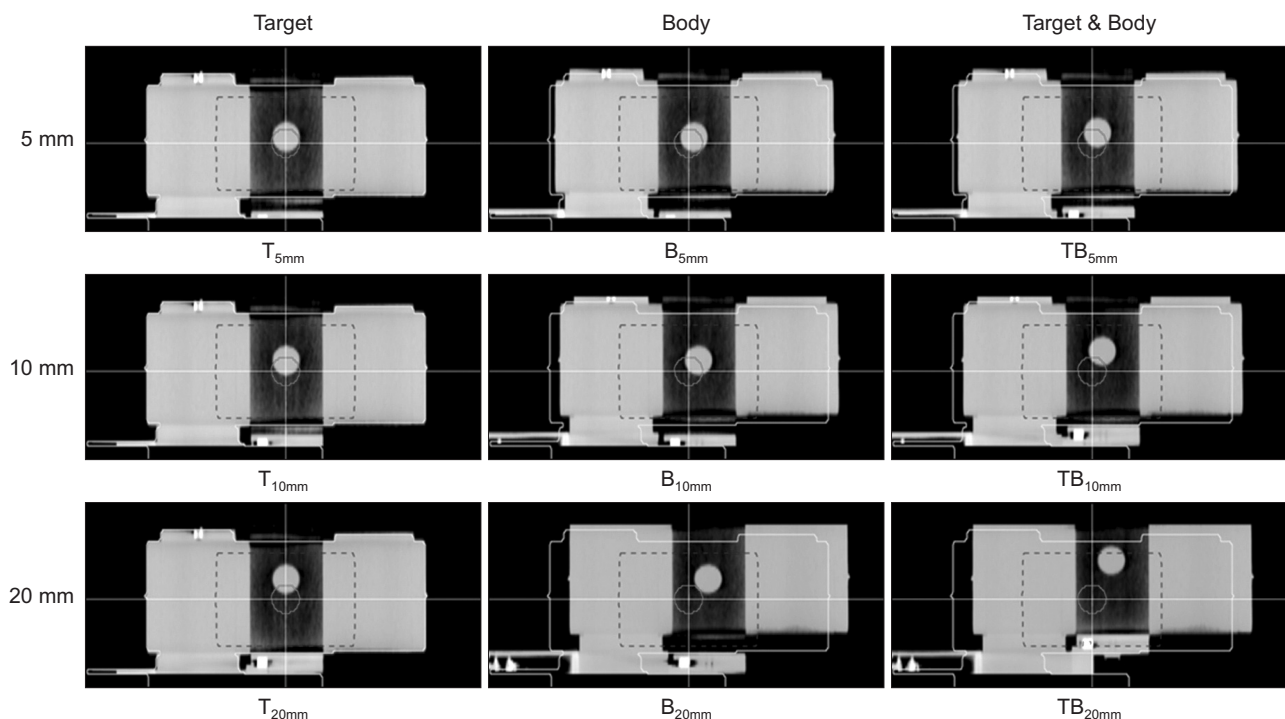 Target Body Target & Body
5 mm
T5mm B5mm TB5mm
10 mm
T10mm B10mm TB10mm
20 mm
T20mm B20mm TB20mm